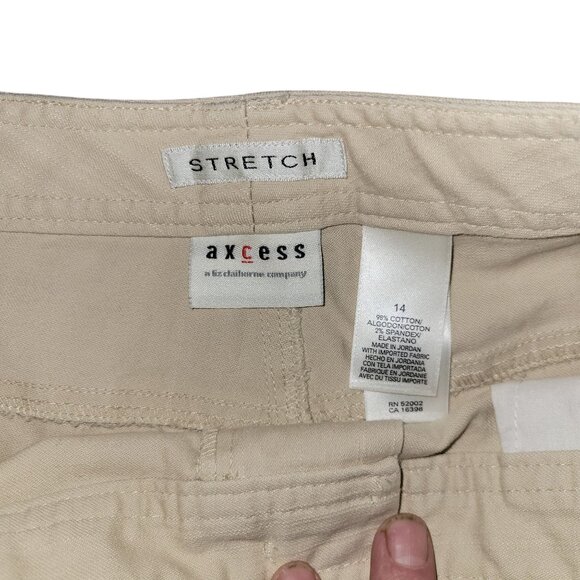 STRETCH
axcess
a liz claiborne company
14
98% COTTON/
ALGODON/COTON
2% SPANDEX/
ELASTANO
MADE IN JORDAN
WITH IMPORTED FABRIC
HECHO EN JORDANIA
CON TELA IMPORTADA
FABRIQUE EN JORDANIE
AVEC DU TISSU IMPORTE
RN 52002
CA 16396